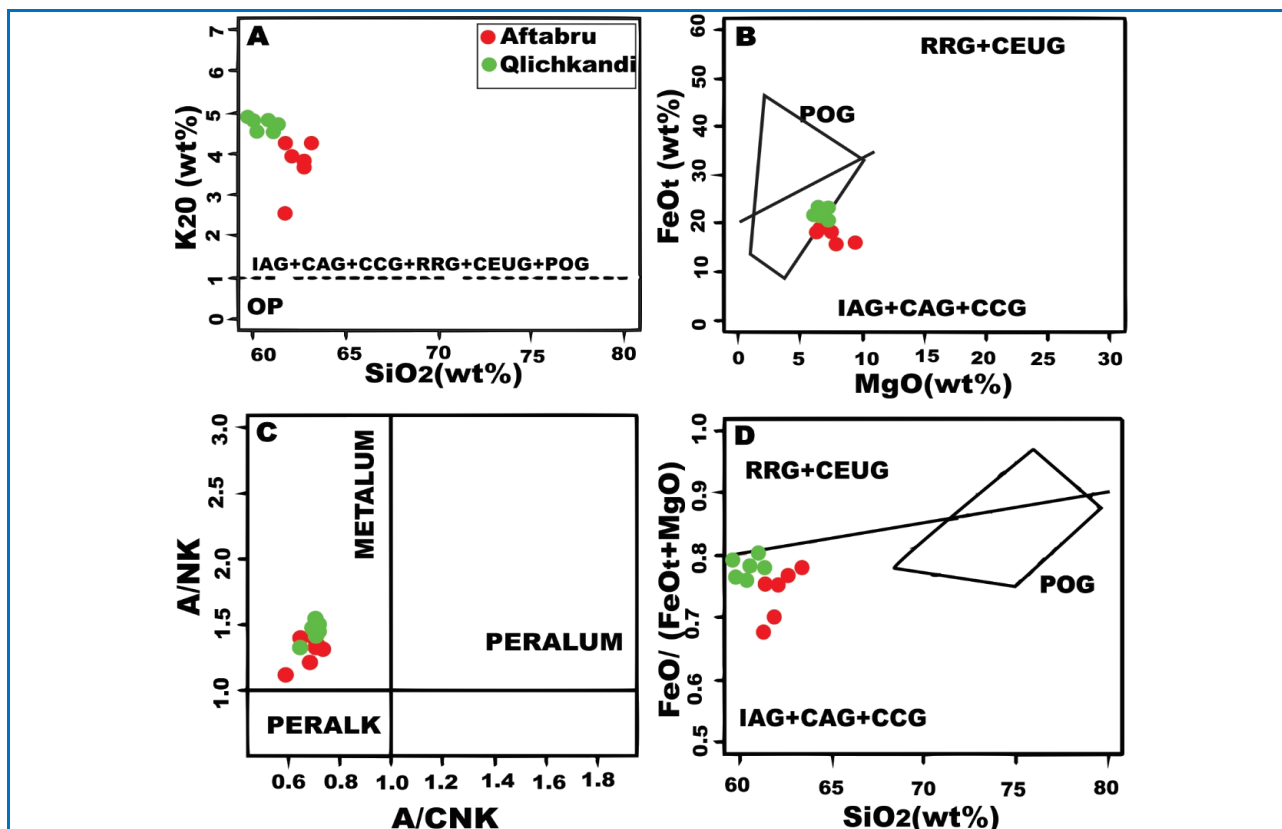 A
Aftabru
Qlichkandi
K20 (wt%)
7
6
5
4
3
2
1
0
IAG+CAG+CCG+RRG+CEUG+POG
OP
60 65 70 75 80
SiO2(wt%)
B
RRG+CEUG
POG
FeOt (wt%)
60
50
40
30
20
10
0
IAG+CAG+CCG
0 5 10 15 20 25 30
MgO(wt%)
C
METALUM
A/NK
3.0
2.5
2.0
1.5
1.0
PERALUM
PERALK
0.6 0.8 1.0 1.2 1.4 1.6 1.8
A/CNK
D
RRG+CEUG
POG
FeO/ (FeOt+MgO)
1.0
0.9
0.8
0.7
0.6
0.5
IAG+CAG+CCG
60 65 70 75 80
SiO2(wt%)